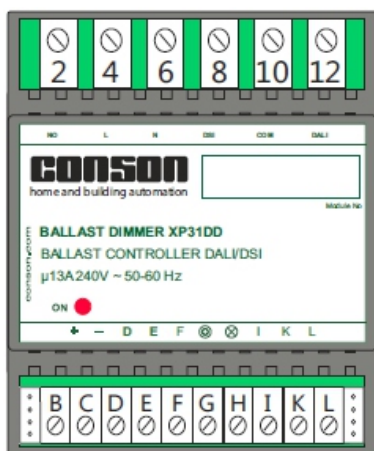 2 4 6 8 10 12
NO L N DSI COM DALI
conson
home and building automation
Module No
conson.com
BALLAST DIMMER XP31DD
BALLAST CONTROLLER DALI/DSI
µ13A 240V ~ 50-60 Hz
ON
+ − D E F ◎ ⊗ I K L
B C D E F G H I K L